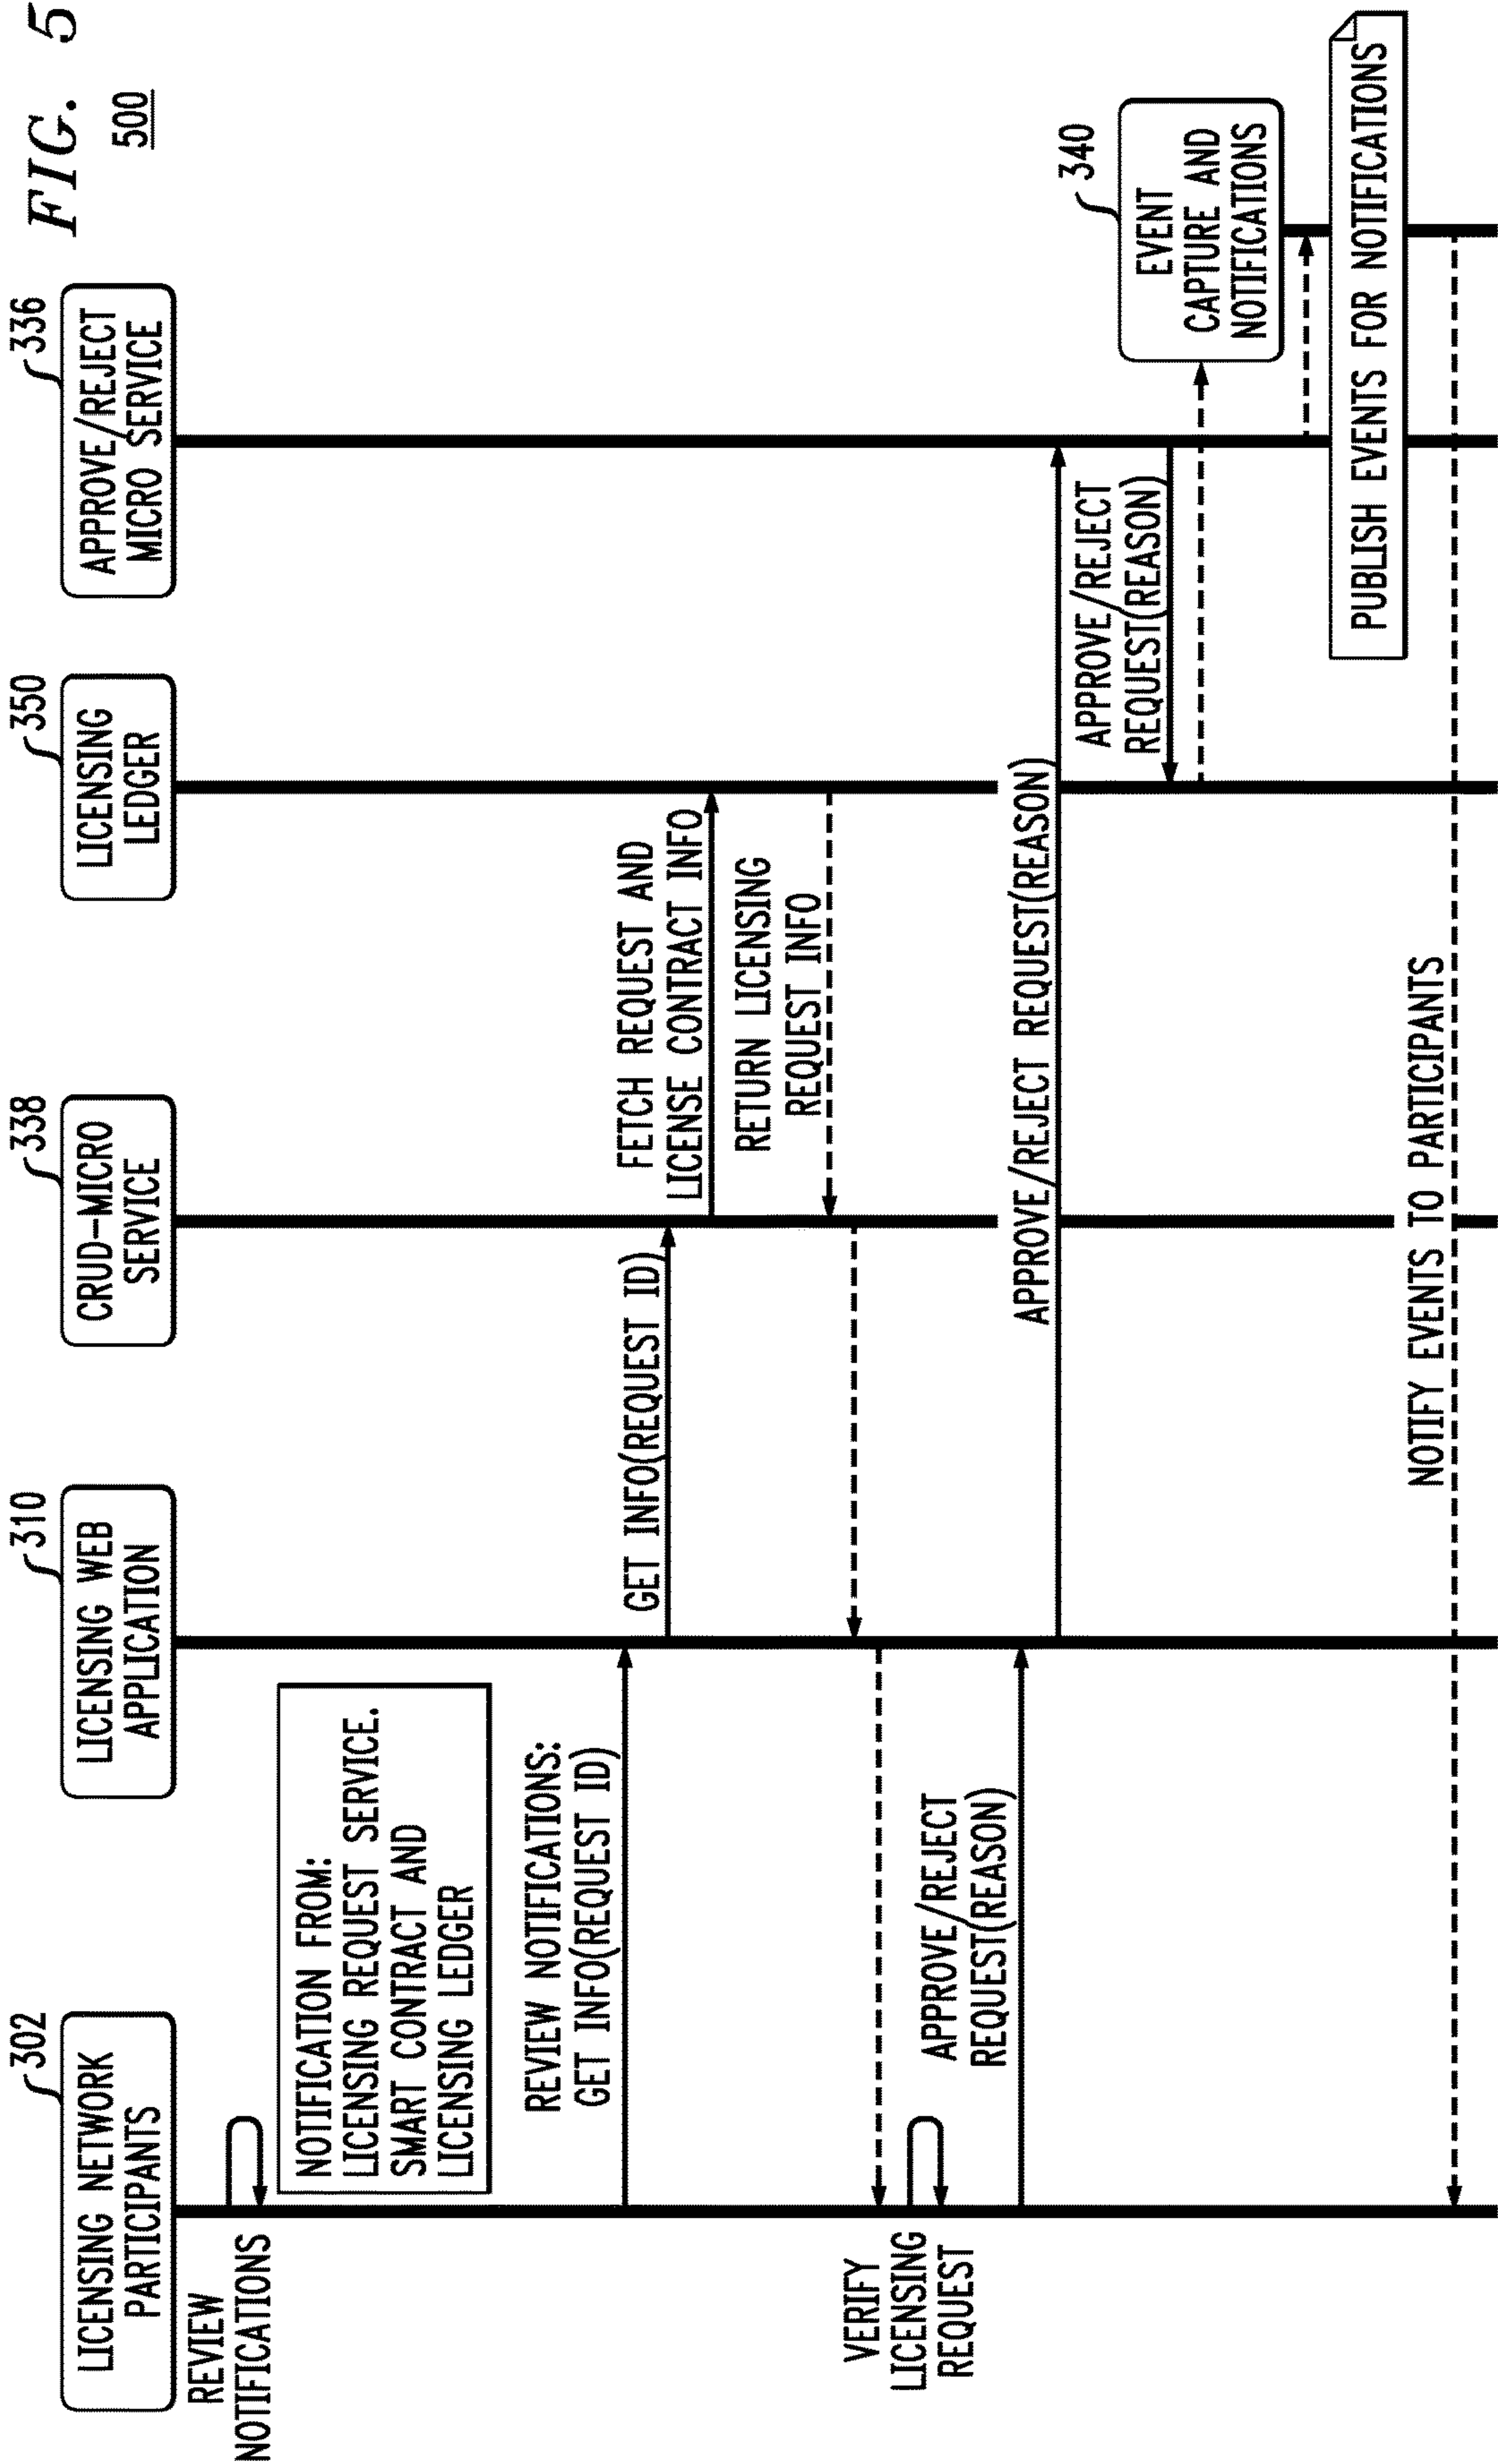 FIG. 5
500
302
LICENSING NETWORK
PARTICIPANTS
310
LICENSING WEB
APPLICATION
338
CRUD-MICRO
SERVICE
350
LICENSING
LEDGER
336
APPROVE/REJECT
MICRO SERVICE
REVIEW
NOTIFICATIONS
NOTIFICATION FROM:
LICENSING REQUEST SERVICE.
SMART CONTRACT AND
LICENSING LEDGER
REVIEW NOTIFICATIONS:
GET INFO(REQUEST ID)
GET INFO(REQUEST ID)
FETCH REQUEST AND
LICENSE CONTRACT INFO
RETURN LICENSING
REQUEST INFO
VERIFY
LICENSING
REQUEST
APPROVE/REJECT
REQUEST(REASON)
APPROVE/REJECT REQUEST(REASON)
APPROVE/REJECT
REQUEST(REASON)
340
EVENT
CAPTURE AND
NOTIFICATIONS
PUBLISH EVENTS FOR NOTIFICATIONS
NOTIFY EVENTS TO PARTICIPANTS